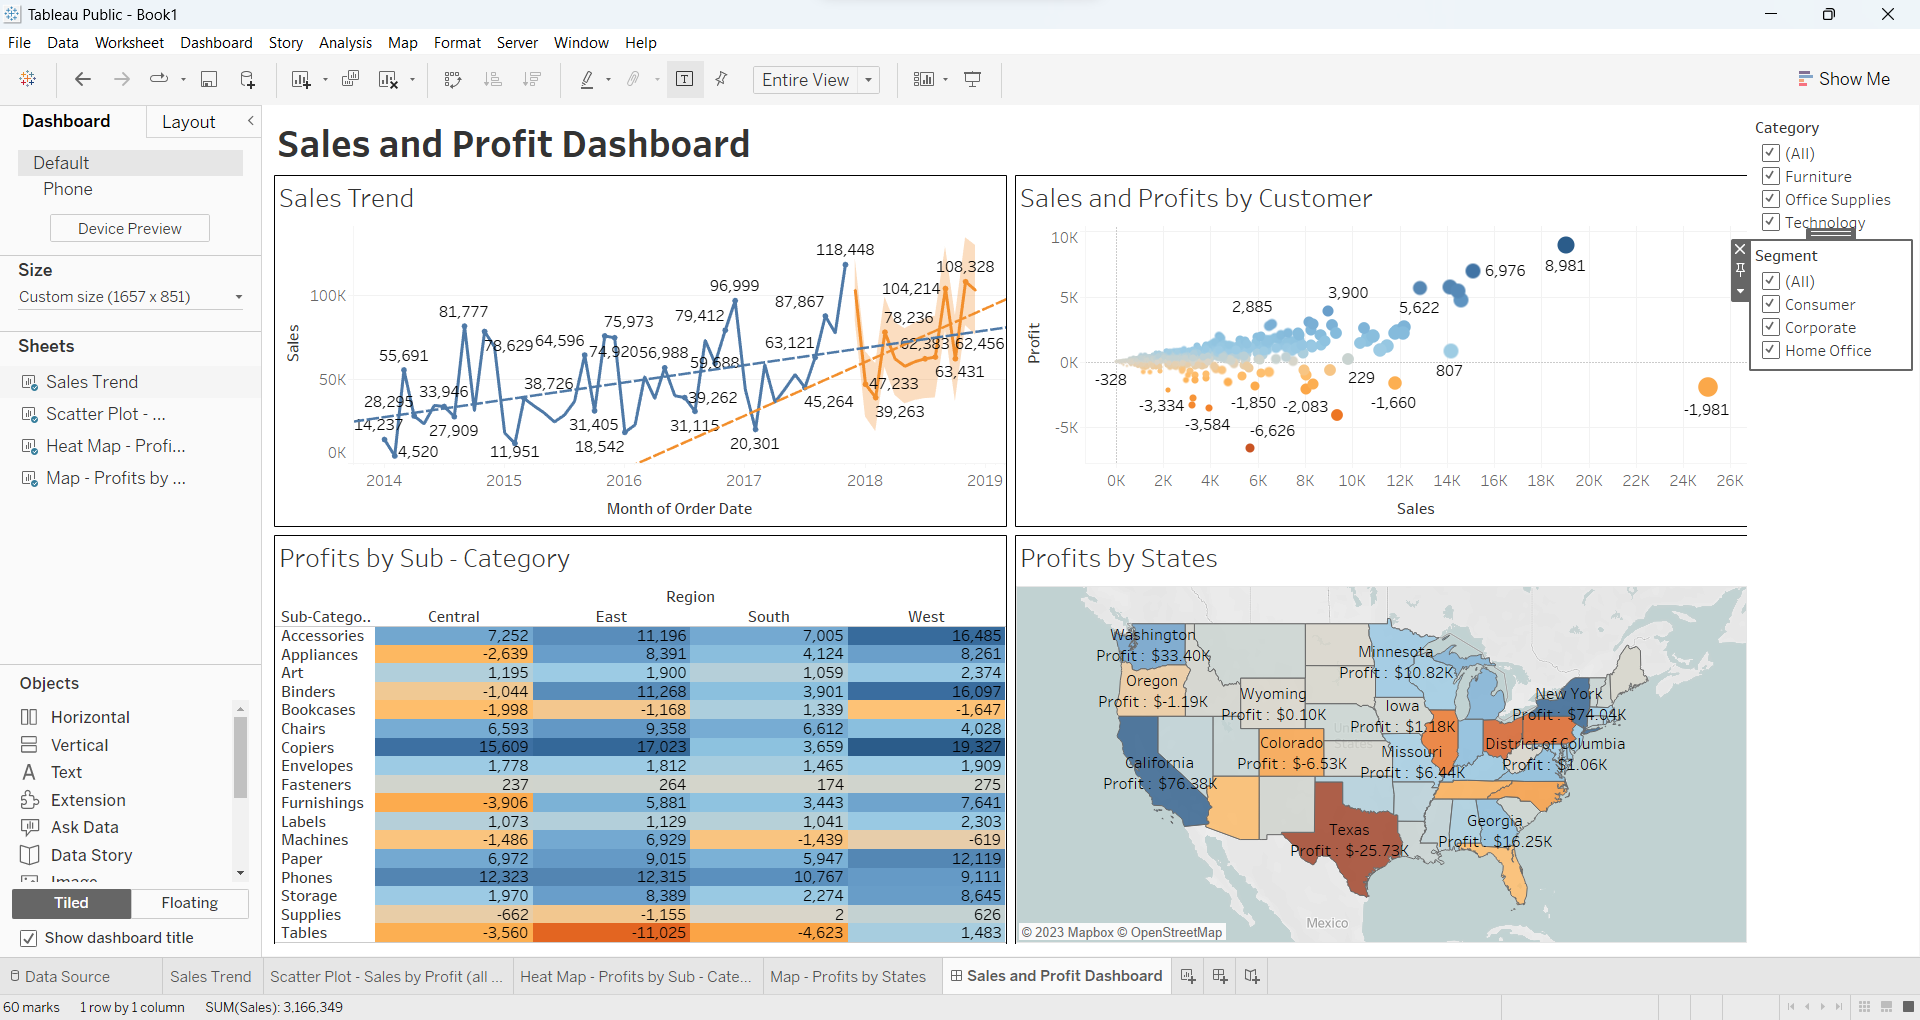 Tableau Public - Book1
File Data Worksheet Dashboard Story Analysis Map Format Server Window Help
Entire View
Show Me
Dashboard
Layout
Default
Phone
Device Preview
Size
Custom size (1657 x 851)
Sheets
Sales Trend
Scatter Plot - ...
Heat Map - Profi...
Map - Profits by ...
Objects
Horizontal
Vertical
Text
Extension
Ask Data
Data Story
Image
Tiled Floating
Show dashboard title
Sales and Profit Dashboard
Sales Trend
118,448
108,328
96,999
104,214
87,867
81,777
79,412
75,973
78,236
78,629
64,596
74,920
56,988
63,121
62,383
62,456
55,691
59,688
63,431
38,726
47,233
33,946
28,295
39,262
45,264
39,263
14,237
27,909
31,405
31,115
4,520
11,951
18,542
20,301
100K
50K
0K
Sales
2014 2015 2016 2017 2018 2019
Month of Order Date
Sales and Profits by Customer
10K
5K
0K
-5K
Profit
8,981
6,976
3,900
2,885
5,622
-328
229
807
-3,334
-1,850
-2,083
-1,660
-1,981
-3,584
-6,626
0K 2K 4K 6K 8K 10K 12K 14K 16K 18K 20K 22K 24K 26K
Sales
Category
(All)
Furniture
Office Supplies
Technology
Segment
(All)
Consumer
Corporate
Home Office
Profits by Sub - Category
Region
Sub-Catego.. Central East South West
Accessories 7,252 11,196 7,005 16,485
Appliances -2,639 8,391 4,124 8,261
Art 1,195 1,900 1,059 2,374
Binders -1,044 11,268 3,901 16,097
Bookcases -1,998 -1,168 1,339 -1,647
Chairs 6,593 9,358 6,612 4,028
Copiers 15,609 17,023 3,659 19,327
Envelopes 1,778 1,812 1,465 1,909
Fasteners 237 264 174 275
Furnishings -3,906 5,881 3,443 7,641
Labels 1,073 1,129 1,041 2,303
Machines -1,486 6,929 -1,439 -619
Paper 6,972 9,015 5,947 12,119
Phones 12,323 12,315 10,767 9,111
Storage 1,970 8,389 2,274 8,645
Supplies -662 -1,155 2 626
Tables -3,560 -11,025 -4,623 1,483
Profits by States
Washington
Profit : $33.40K
Minnesota
Profit : $10.82K
Oregon
Profit : $-1.19K
Wyoming
Profit : $0.10K
New York
Profit : $74.04K
Iowa
Profit : $1.18K
United States
Colorado
Profit : $-6.53K
Missouri
Profit : $6.44K
District of Columbia
Profit : $1.06K
California
Profit : $76.38K
Texas
Profit : $-25.73K
Georgia
Profit : $16.25K
Mexico
© 2023 Mapbox © OpenStreetMap
Data Source
Sales Trend
Scatter Plot - Sales by Profit (all ...
Heat Map - Profits by Sub - Cate...
Map - Profits by States
Sales and Profit Dashboard
60 marks 1 row by 1 column SUM(Sales): 3,166,349